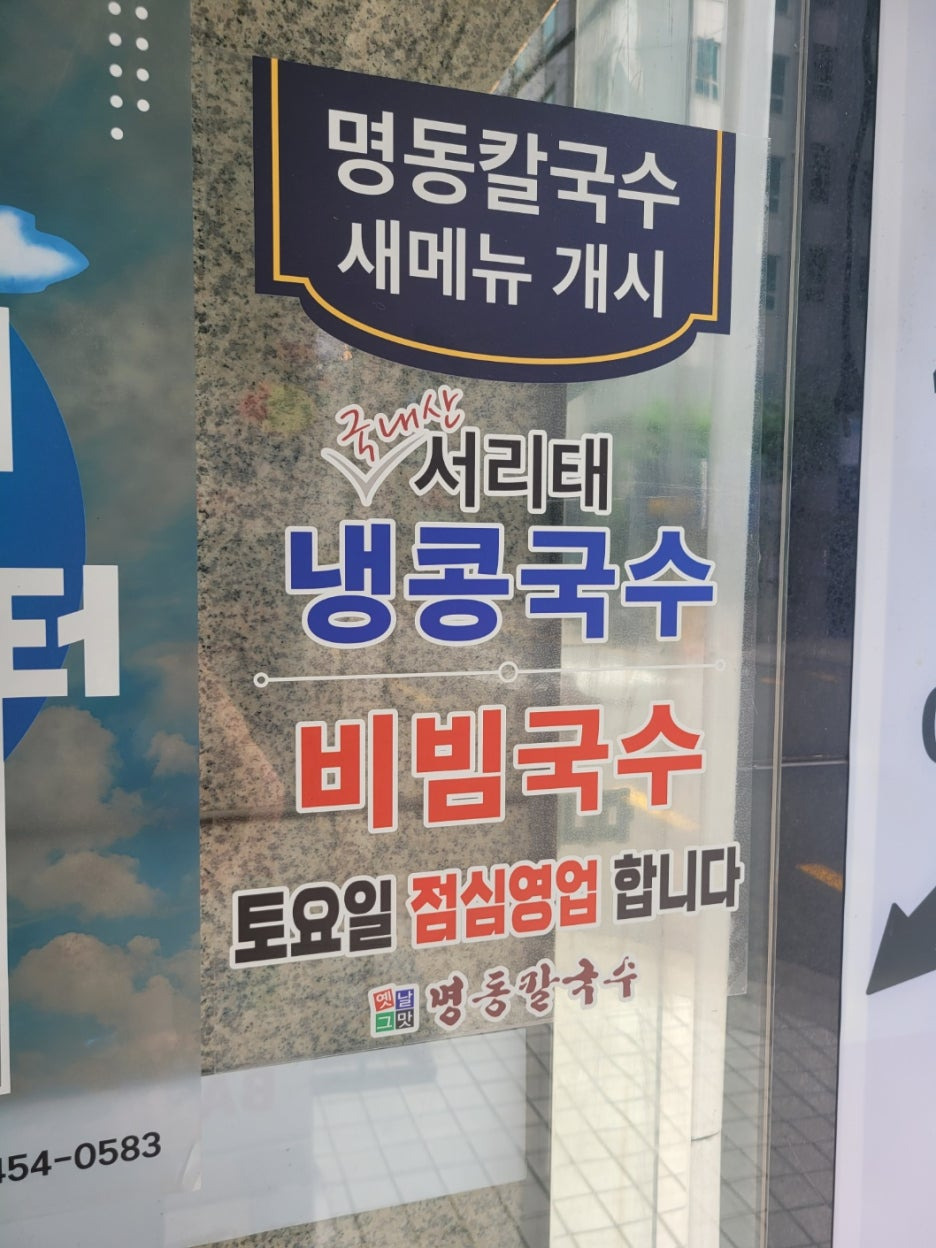 명동칼국수
새메뉴 개시
국내산
서리태
냉콩국수
비빔국수
토요일 점심영업 합니다
옛날
그맛
명동칼국수
터
454-0583